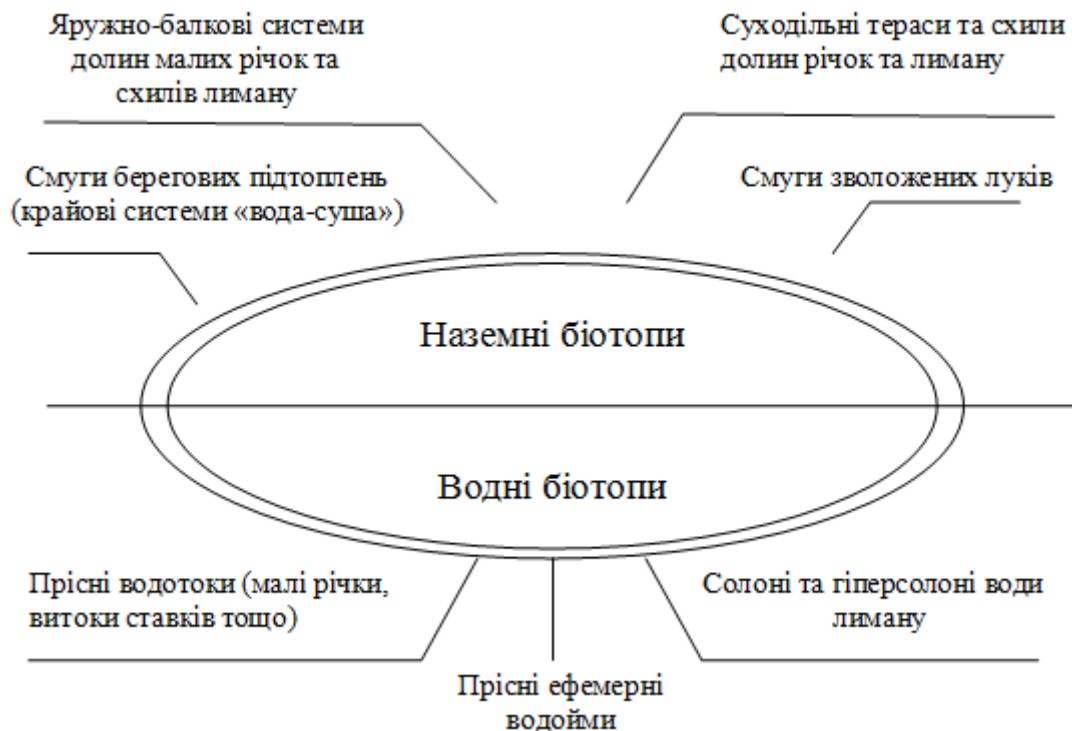 Яружно-балкові системи
долин малих річок та
схилів лиману
Суходільні тераси та схили
долин річок та лиману
Смуги берегових підтоплень
(крайові системи «вода-суша»)
Смуги зволожених луків
Наземні біотопи
Водні біотопи
Прісні водотоки (малі річки,
витоки ставків тощо)
Прісні ефемерні
водойми
Солоні та гіперсолоні води
лиману